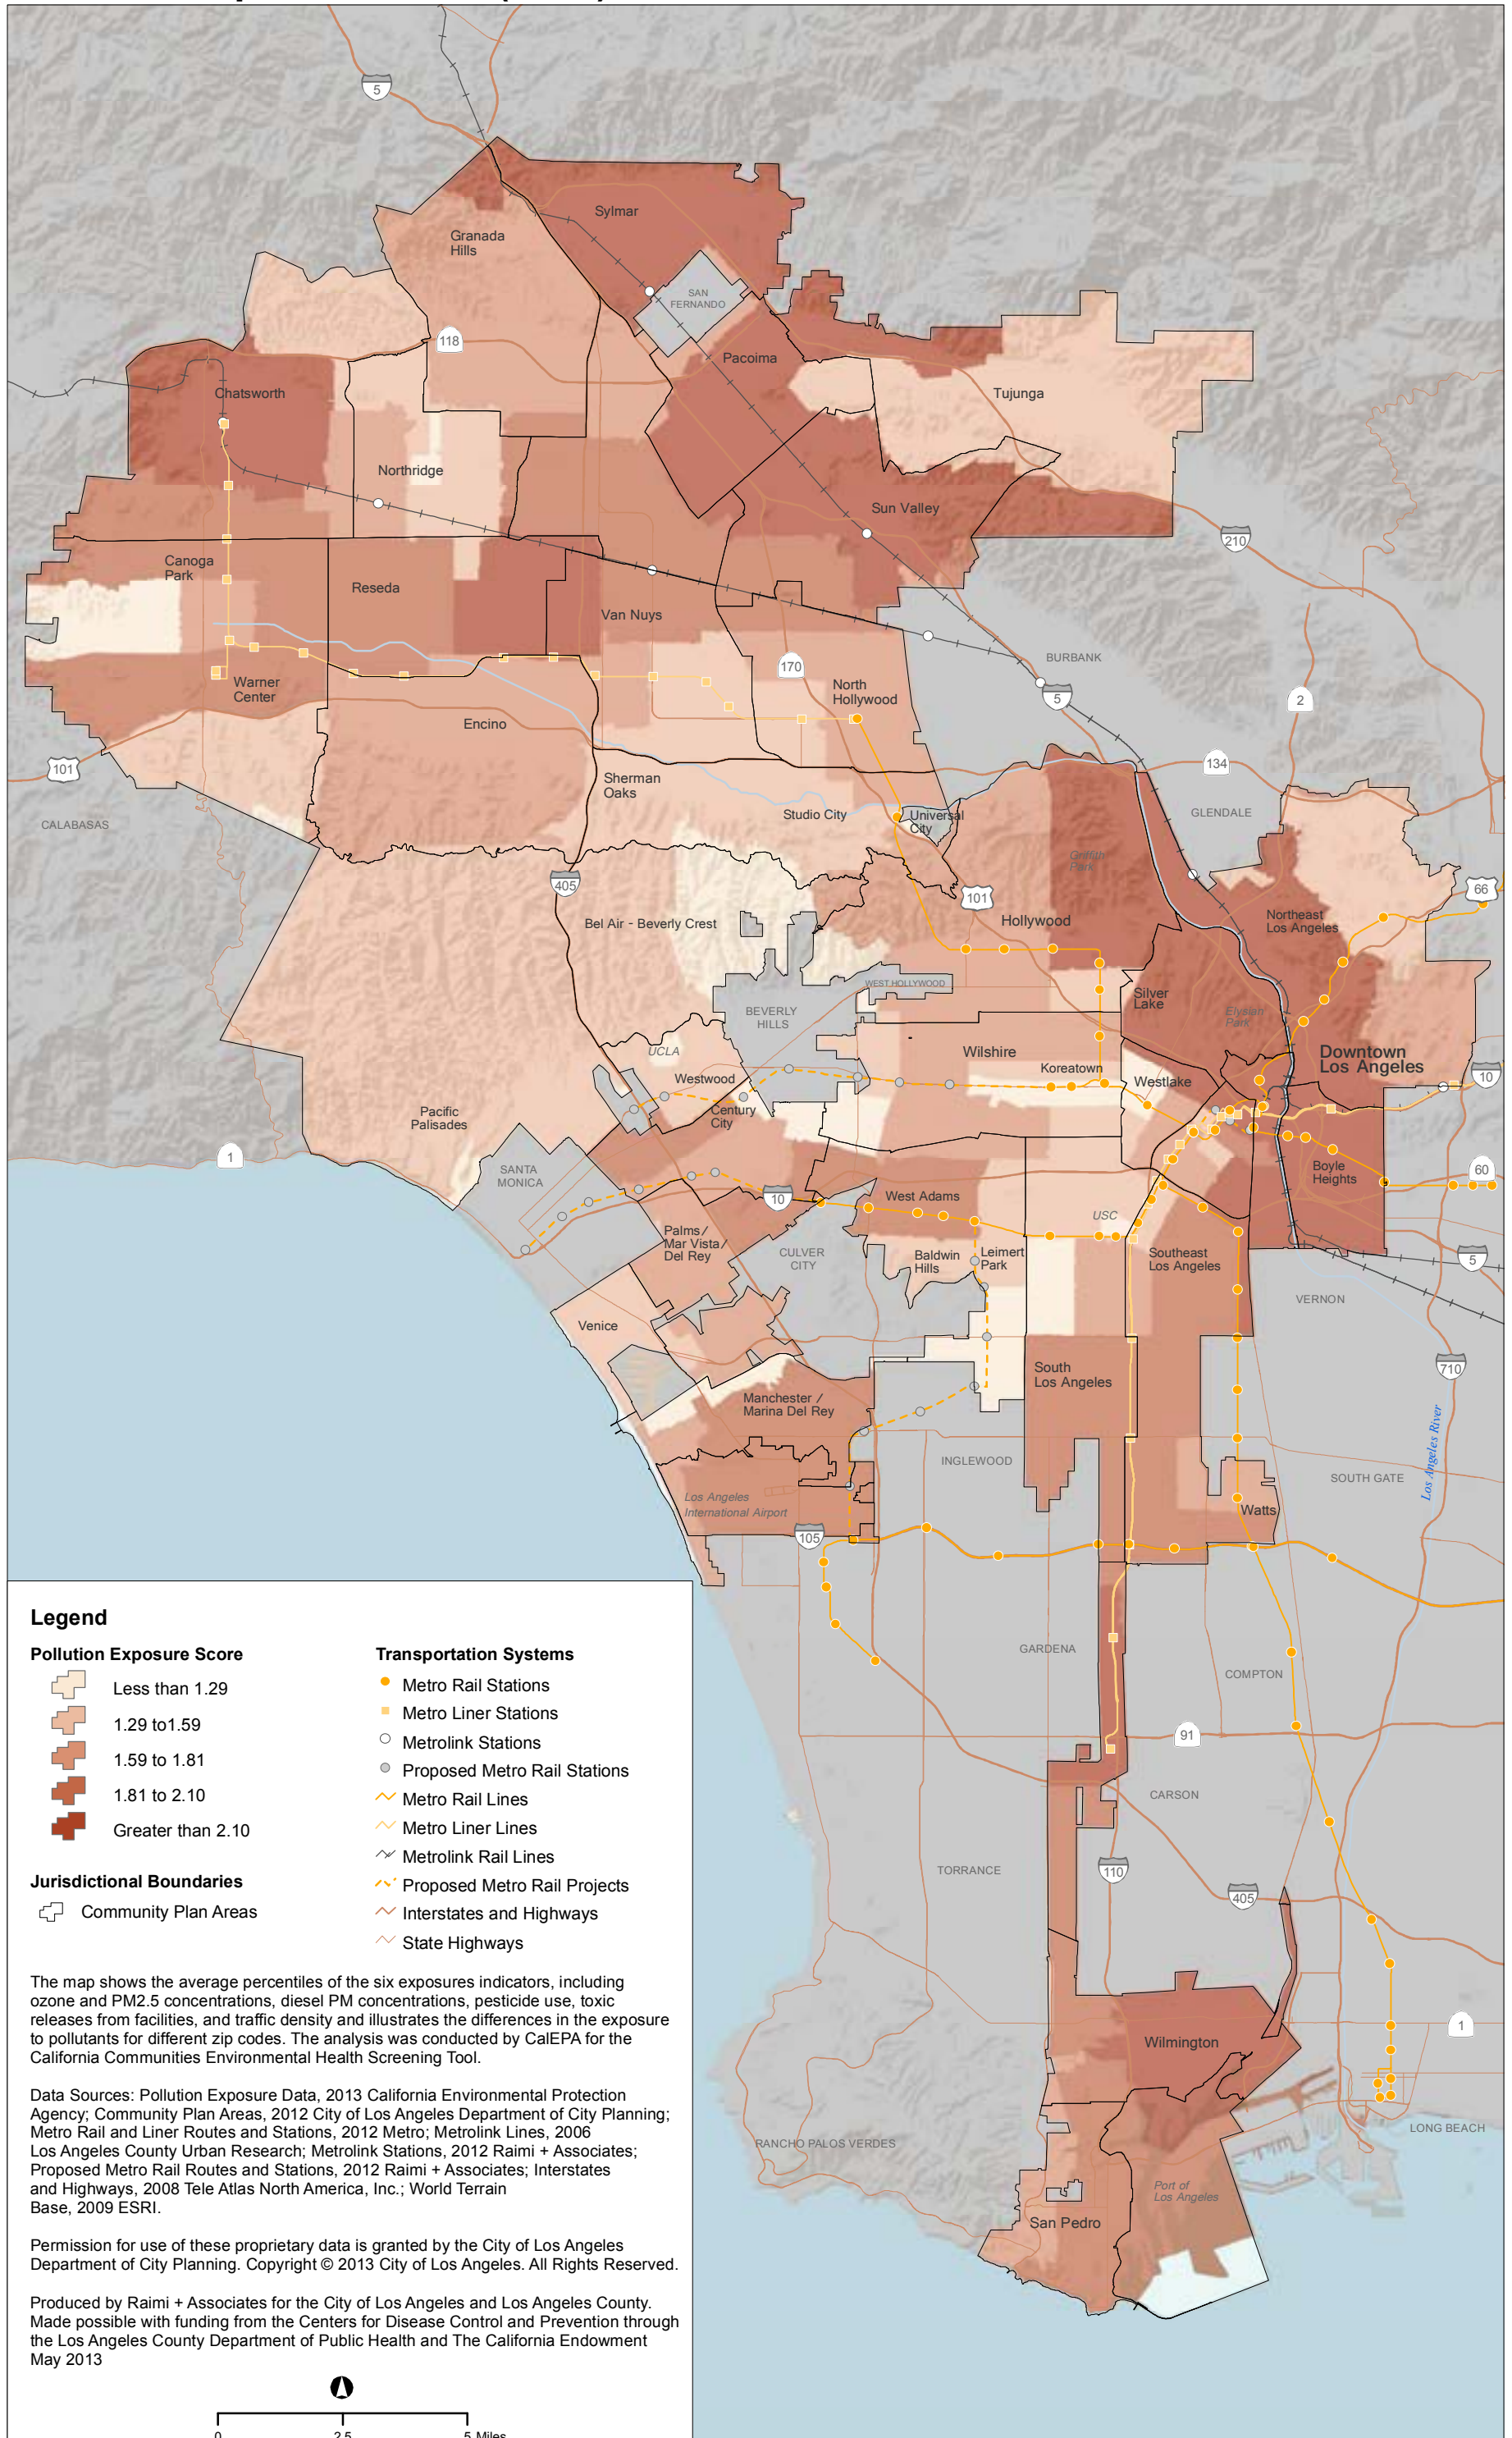 5
Sylmar
Granada
Hills
SAN
FERNANDO
118
Pacoima
Chatsworth
Tujunga
Northridge
Sun Valley
210
Canoga
Park
Reseda
Van Nuys
BURBANK
170
5
2
Warner
Center
North
Hollywood
Encino
101
134
Sherman
Oaks
Studio City
Universal
City
GLENDALE
CALABASAS
Griffith
Park
405
101
66
Bel Air - Beverly Crest
Hollywood
Northeast
Los Angeles
WEST HOLLYWOOD
Silver
Lake
BEVERLY
HILLS
Elysian
Park
UCLA
Wilshire
Downtown
Los Angeles
Koreatown
10
Westwood
Westlake
Century
City
Pacific
Palisades
1
SANTA
MONICA
Boyle
Heights
60
10
West Adams
USC
Palms/
Mar Vista/
Del Rey
CULVER
CITY
Baldwin
Hills
Leimert
Park
Southeast
Los Angeles
5
VERNON
Venice
South
Los Angeles
710
Manchester /
Marina Del Rey
INGLEWOOD
Los Angeles River
SOUTH GATE
Los Angeles
International Airport
Watts
105
GARDENA
COMPTON
91
CARSON
TORRANCE
110
405
1
Wilmington
LONG BEACH
RANCHO PALOS VERDES
Port of
Los Angeles
San Pedro
Legend
Pollution Exposure Score
Less than 1.29
1.29 to1.59
1.59 to 1.81
1.81 to 2.10
Greater than 2.10
Jurisdictional Boundaries
Community Plan Areas
Transportation Systems
Metro Rail Stations
Metro Liner Stations
Metrolink Stations
Proposed Metro Rail Stations
Metro Rail Lines
Metro Liner Lines
Metrolink Rail Lines
Proposed Metro Rail Projects
Interstates and Highways
State Highways
The map shows the average percentiles of the six exposures indicators, including
ozone and PM2.5 concentrations, diesel PM concentrations, pesticide use, toxic
releases from facilities, and traffic density and illustrates the differences in the exposure
to pollutants for different zip codes. The analysis was conducted by CalEPA for the
California Communities Environmental Health Screening Tool.
Data Sources: Pollution Exposure Data, 2013 California Environmental Protection
Agency; Community Plan Areas, 2012 City of Los Angeles Department of City Planning;
Metro Rail and Liner Routes and Stations, 2012 Metro; Metrolink Lines, 2006
Los Angeles County Urban Research; Metrolink Stations, 2012 Raimi + Associates;
Proposed Metro Rail Routes and Stations, 2012 Raimi + Associates; Interstates
and Highways, 2008 Tele Atlas North America, Inc.; World Terrain
Base, 2009 ESRI.
Permission for use of these proprietary data is granted by the City of Los Angeles
Department of City Planning. Copyright © 2013 City of Los Angeles. All Rights Reserved.
Produced by Raimi + Associates for the City of Los Angeles and Los Angeles County.
Made possible with funding from the Centers for Disease Control and Prevention through
the Los Angeles County Department of Public Health and The California Endowment
May 2013
0 2.5 5 Miles